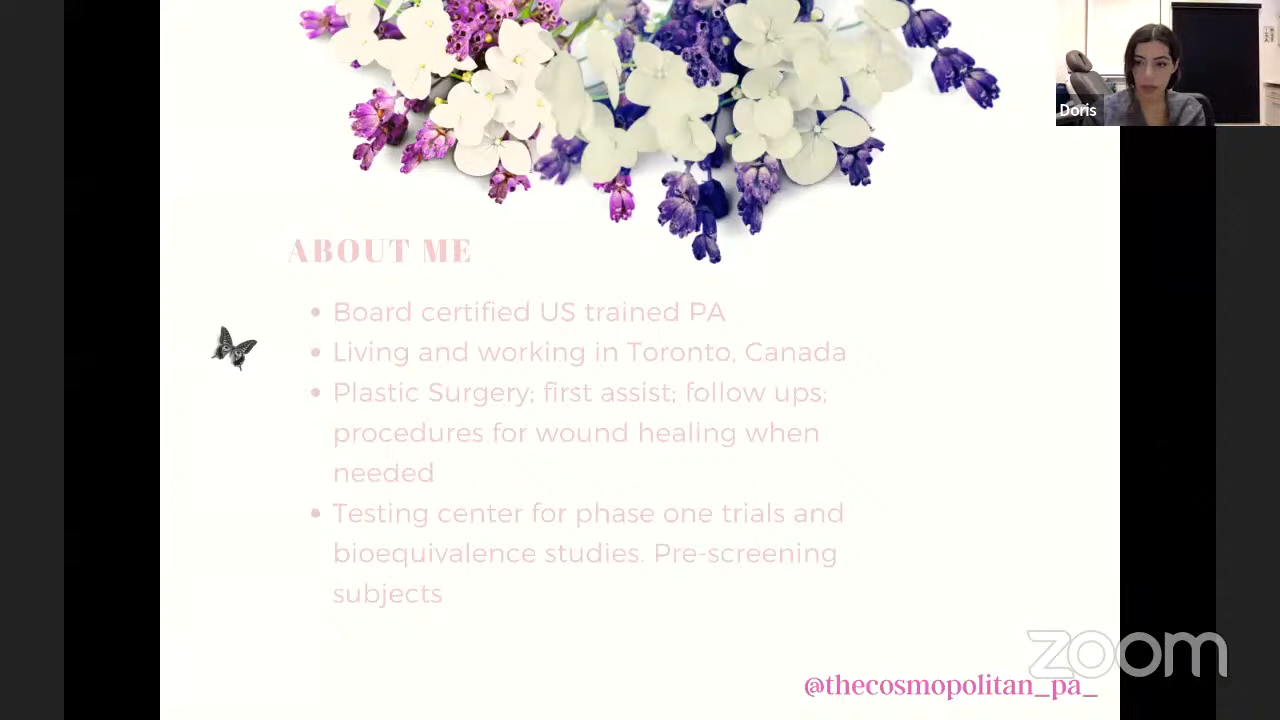 Doris
ABOUT ME
• Board certified US trained PA
• Living and working in Toronto, Canada
• Plastic Surgery; first assist; follow ups;
procedures for wound healing when
needed
• Testing center for phase one trials and
bioequivalence studies. Pre-screening
subjects
zoom
@thecosmopolitan_pa_